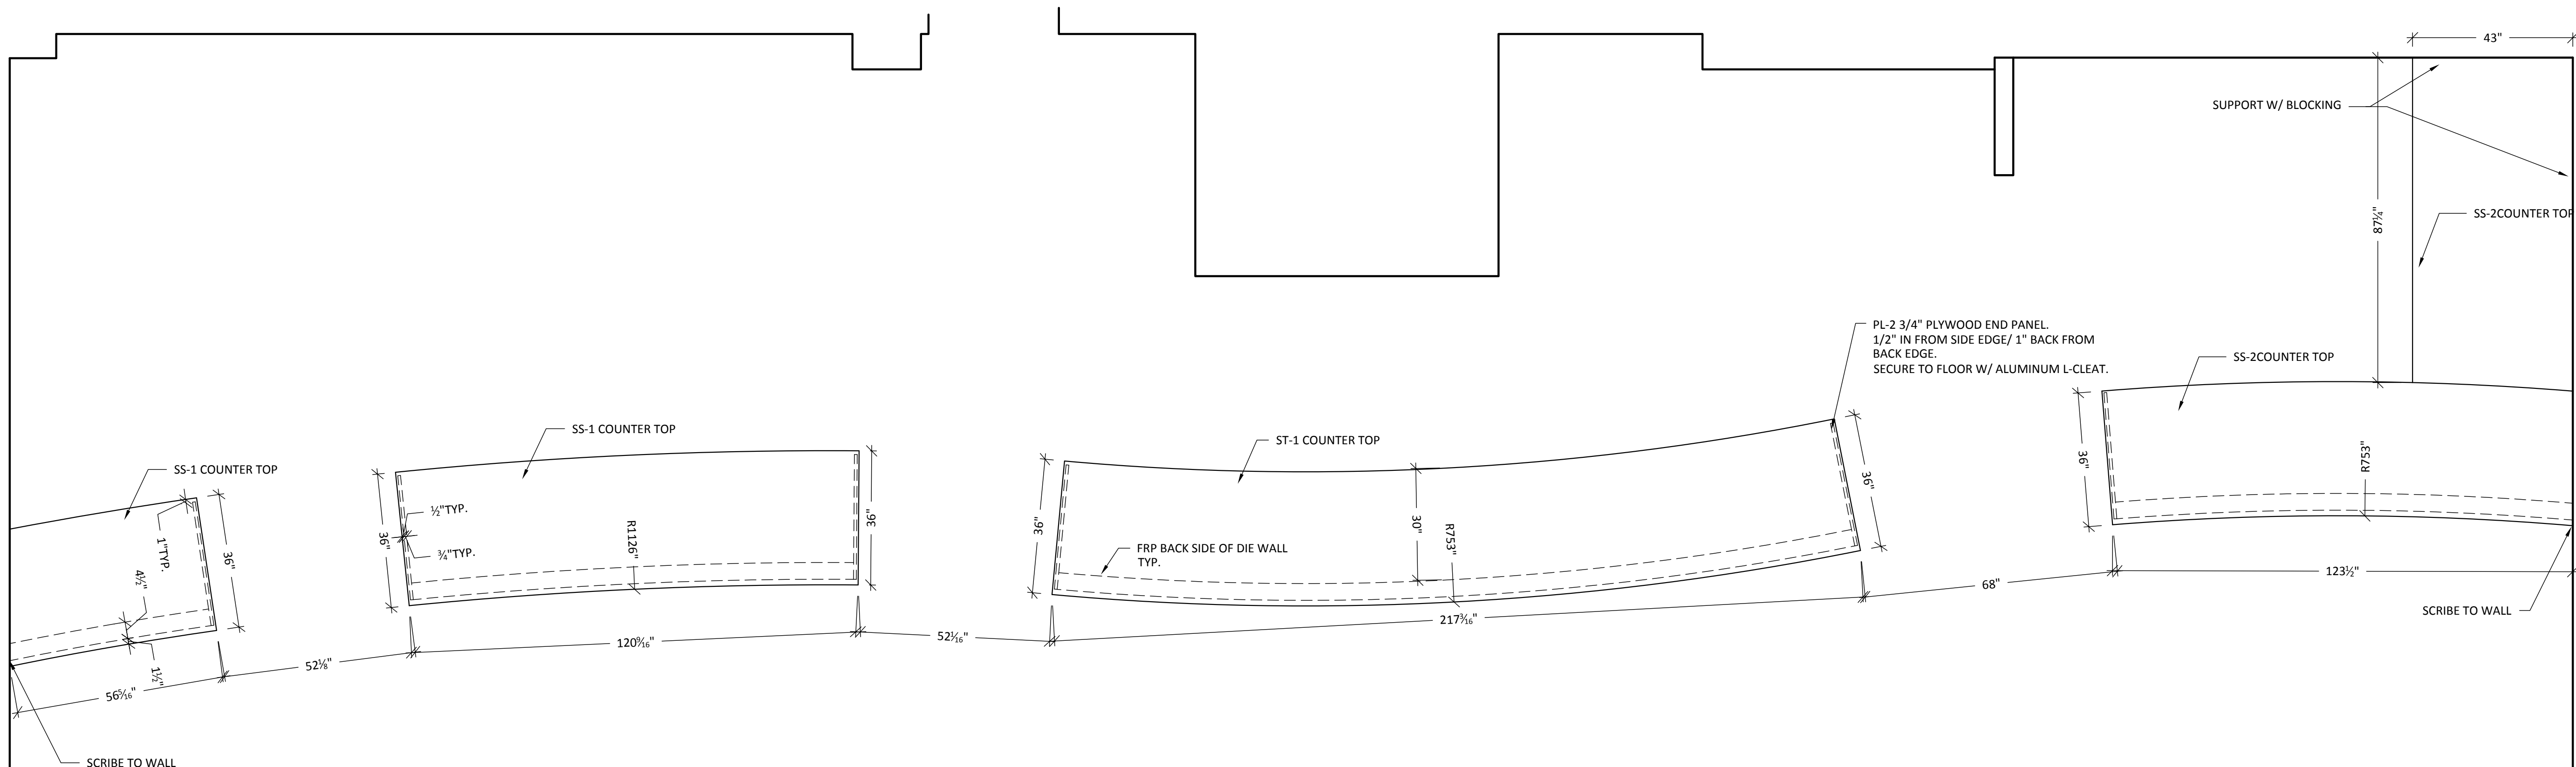 43"
SUPPORT W/ BLOCKING
87¼"
SS-2COUNTER TOP
PL-2 3/4" PLYWOOD END PANEL.
1/2" IN FROM SIDE EDGE/ 1" BACK FROM
BACK EDGE.
SECURE TO FLOOR W/ ALUMINUM L-CLEAT.
SS-2COUNTER TOP
SS-1 COUNTER TOP
ST-1 COUNTER TOP
SS-1 COUNTER TOP
36"
R753"
36"
½"TYP.
36"
36"
36"
30"
R753"
1"TYP.
36"
¾"TYP.
R1126"
FRP BACK SIDE OF DIE WALL
TYP.
4½"
68"
123½"
SCRIBE TO WALL
217³⁄₁₆"
52¹⁄₁₆"
120⁹⁄₁₆"
52⅛"
1½"
56⁵⁄₁₆"
SCRIBE TO WALL